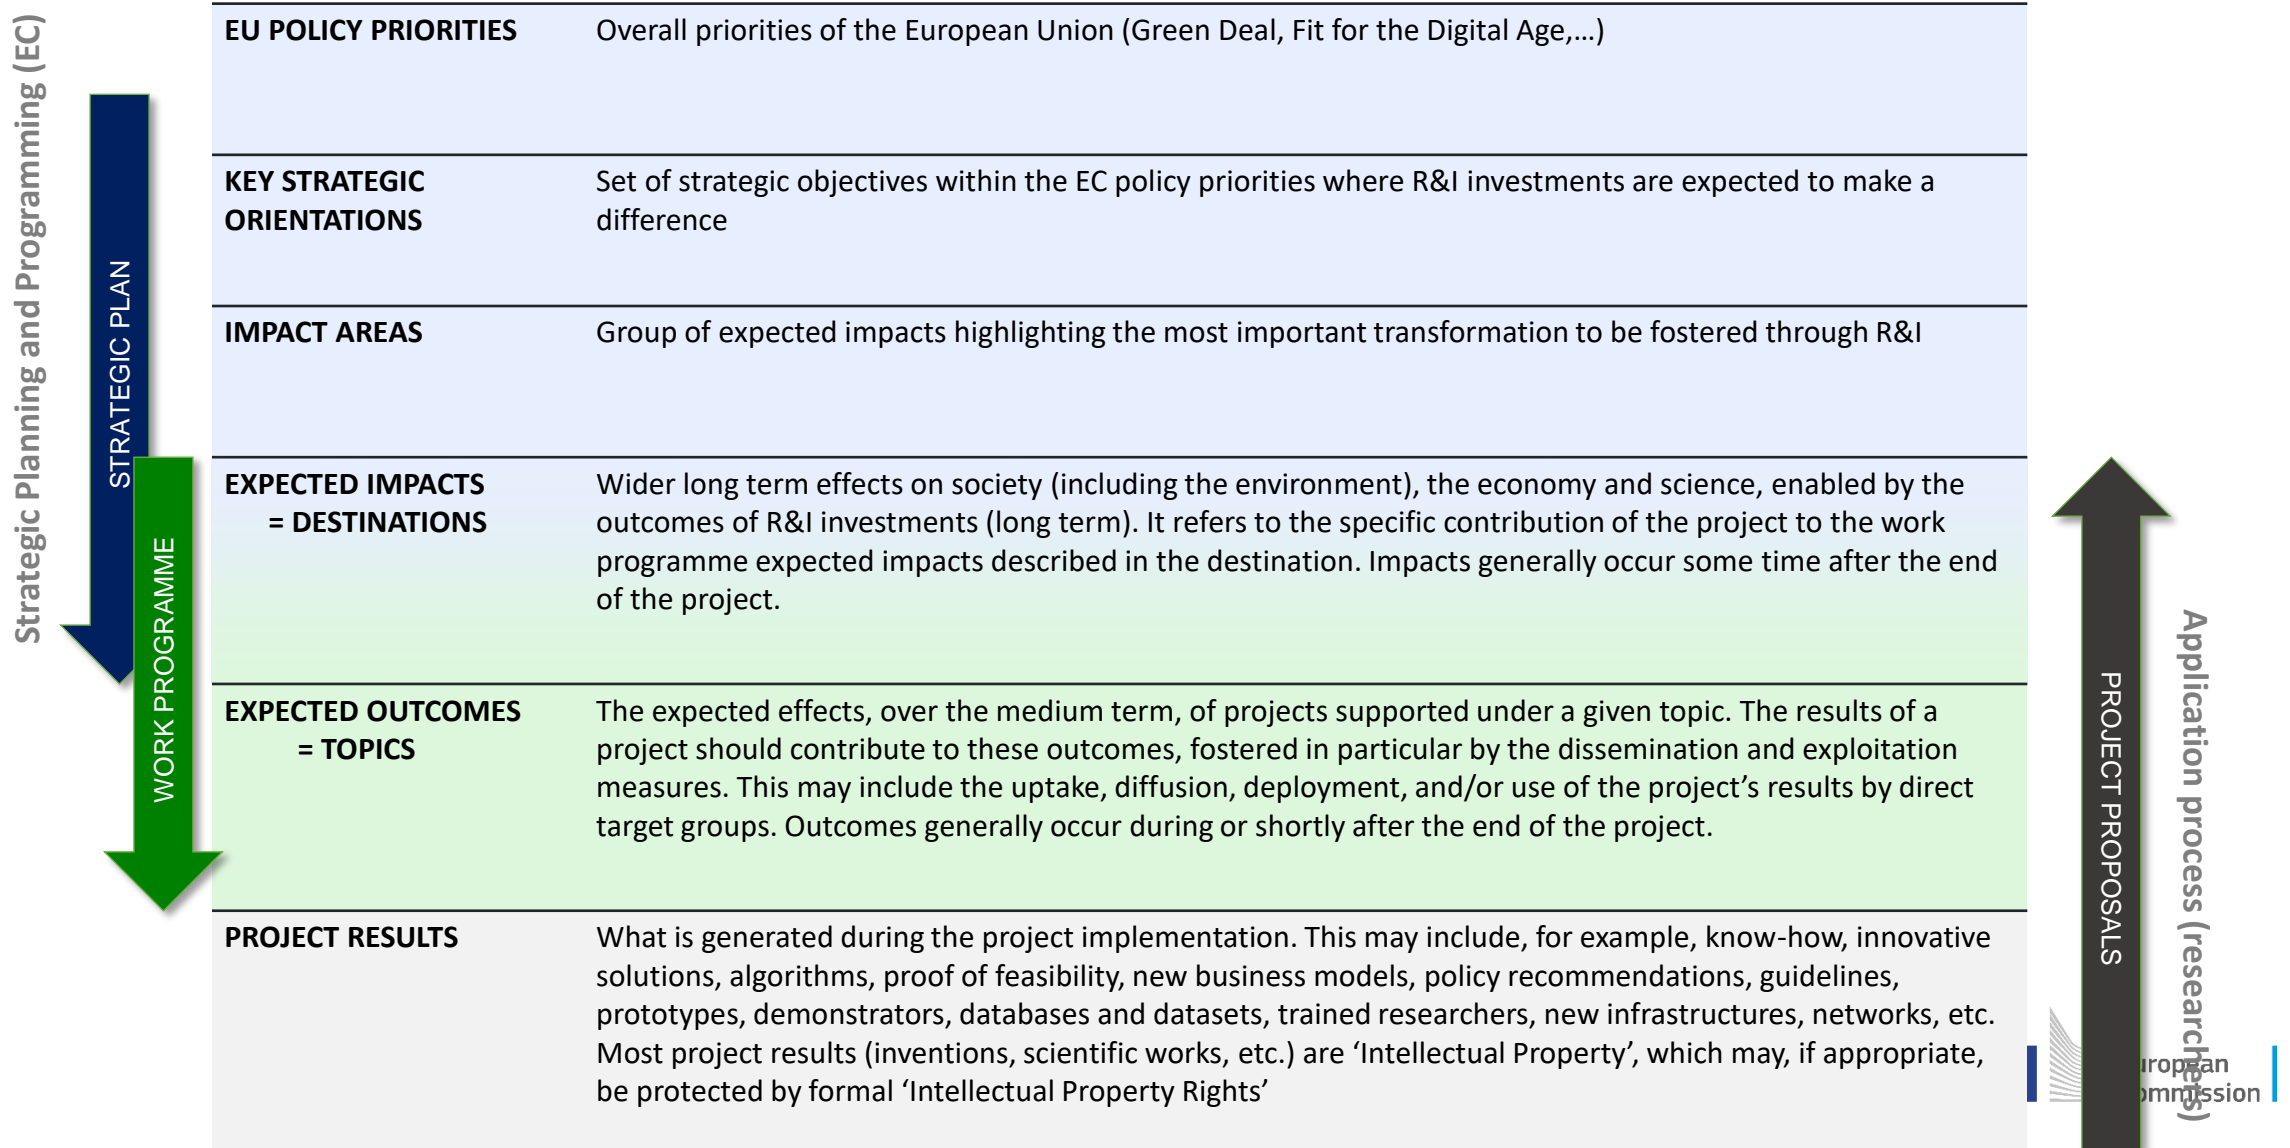 Strategic Planning and Programming (EC)
STRATEGIC PLAN
WORK PROGRAMME
EU POLICY PRIORITIES
Overall priorities of the European Union (Green Deal, Fit for the Digital Age,…)
KEY STRATEGIC
ORIENTATIONS
Set of strategic objectives within the EC policy priorities where R&I investments are expected to make a
difference
IMPACT AREAS
Group of expected impacts highlighting the most important transformation to be fostered through R&I
EXPECTED IMPACTS
= DESTINATIONS
Wider long term effects on society (including the environment), the economy and science, enabled by the
outcomes of R&I investments (long term). It refers to the specific contribution of the project to the work
programme expected impacts described in the destination. Impacts generally occur some time after the end
of the project.
EXPECTED OUTCOMES
= TOPICS
The expected effects, over the medium term, of projects supported under a given topic. The results of a
project should contribute to these outcomes, fostered in particular by the dissemination and exploitation
measures. This may include the uptake, diffusion, deployment, and/or use of the project’s results by direct
target groups. Outcomes generally occur during or shortly after the end of the project.
PROJECT RESULTS
What is generated during the project implementation. This may include, for example, know-how, innovative
solutions, algorithms, proof of feasibility, new business models, policy recommendations, guidelines,
prototypes, demonstrators, databases and datasets, trained researchers, new infrastructures, networks, etc.
Most project results (inventions, scientific works, etc.) are ‘Intellectual Property’, which may, if appropriate,
be protected by formal ‘Intellectual Property Rights’
PROJECT PROPOSALS
Application process (researchers)